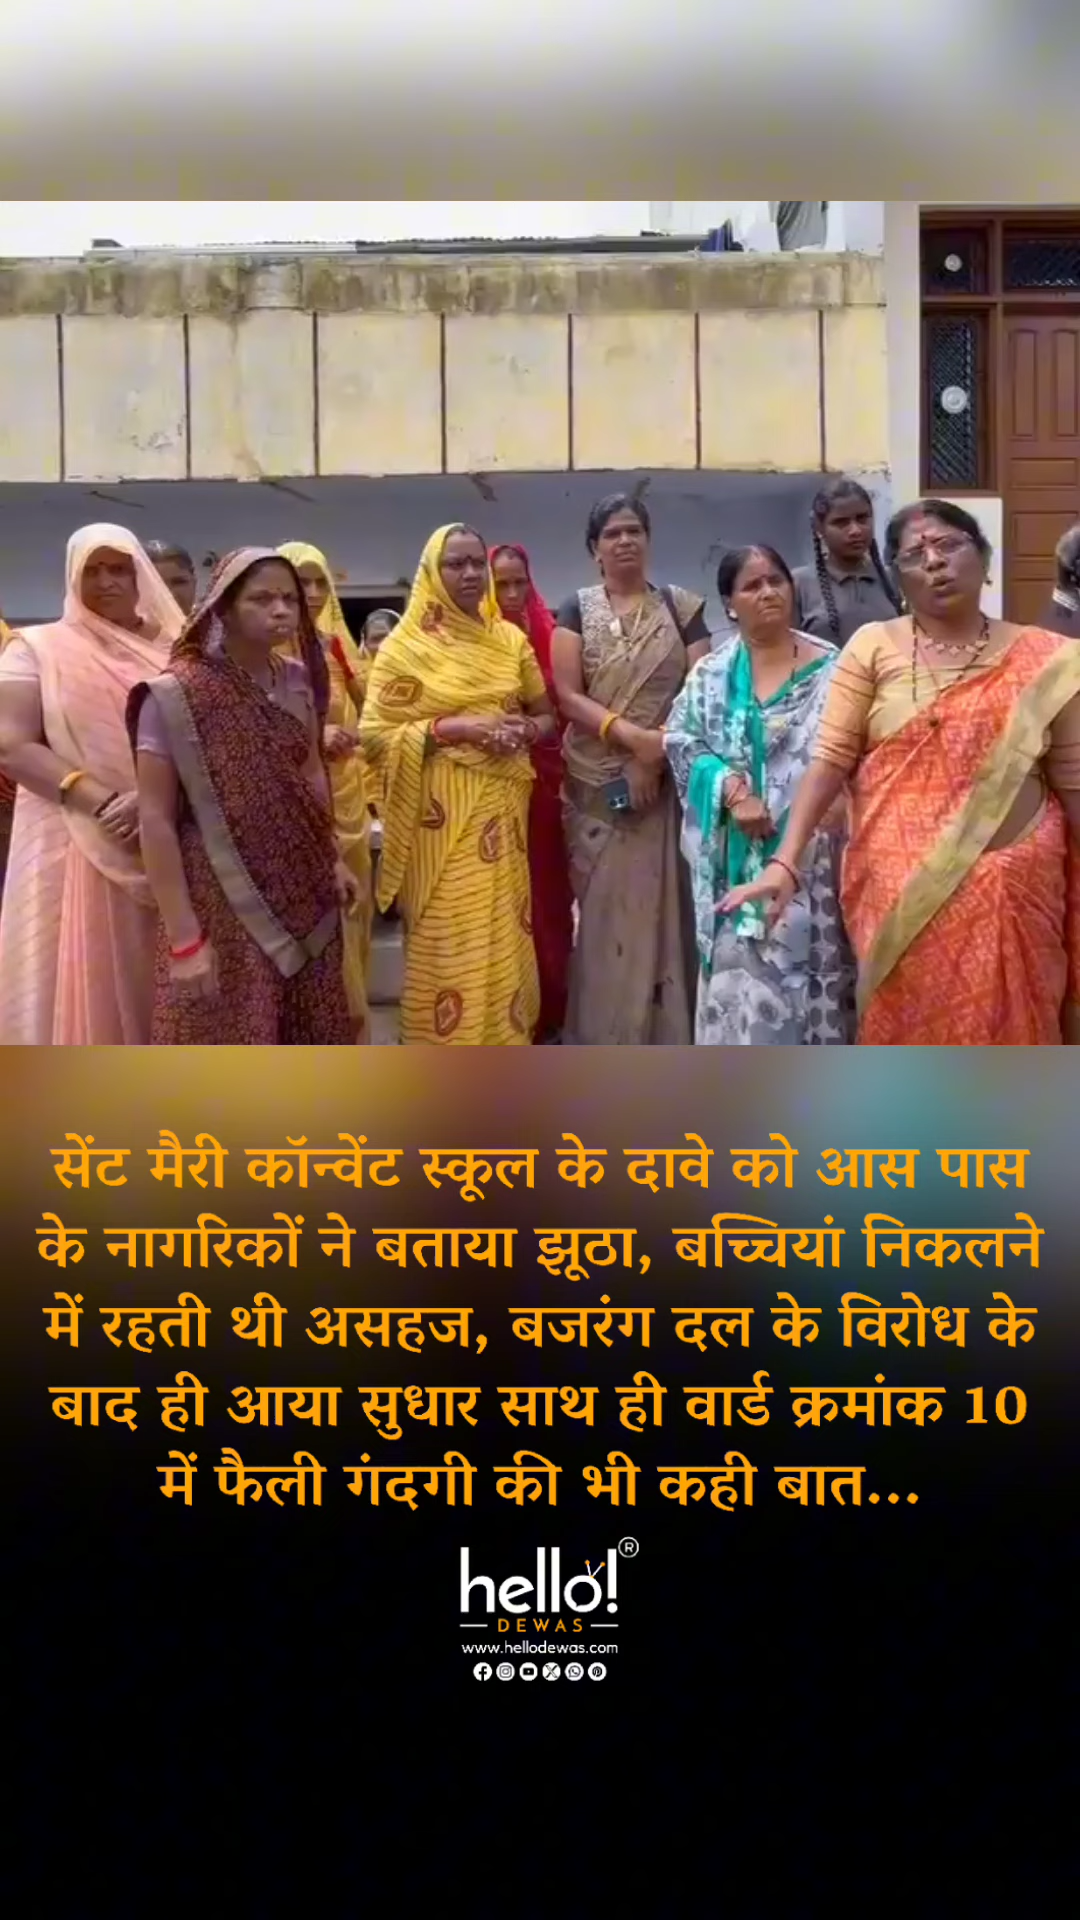 सेंट मैरी कॉन्वेंट स्कूल के दावे को आस पास
के नागरिकों ने बताया झूठा, बच्चियां निकलने
में रहती थी असहज, बजरंग दल के विरोध के
बाद ही आया सुधार साथ ही वार्ड क्रमांक 10
में फैली गंदगी की भी कही बात...
hello!®
DEWAS
www.hellodewas.com